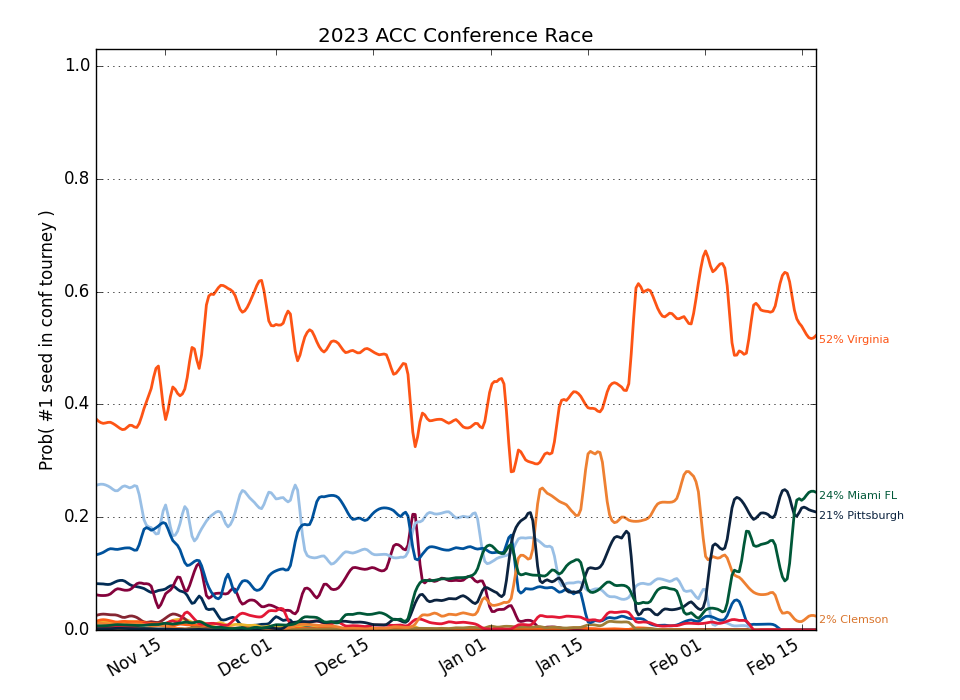 2023 ACC Conference Race
Prob( #1 seed in conf tourney )
1.0
0.8
0.6
0.4
0.2
0.0
52% Virginia
24% Miami FL
21% Pittsburgh
2% Clemson
Nov 15
Dec 01
Dec 15
Jan 01
Jan 15
Feb 01
Feb 15